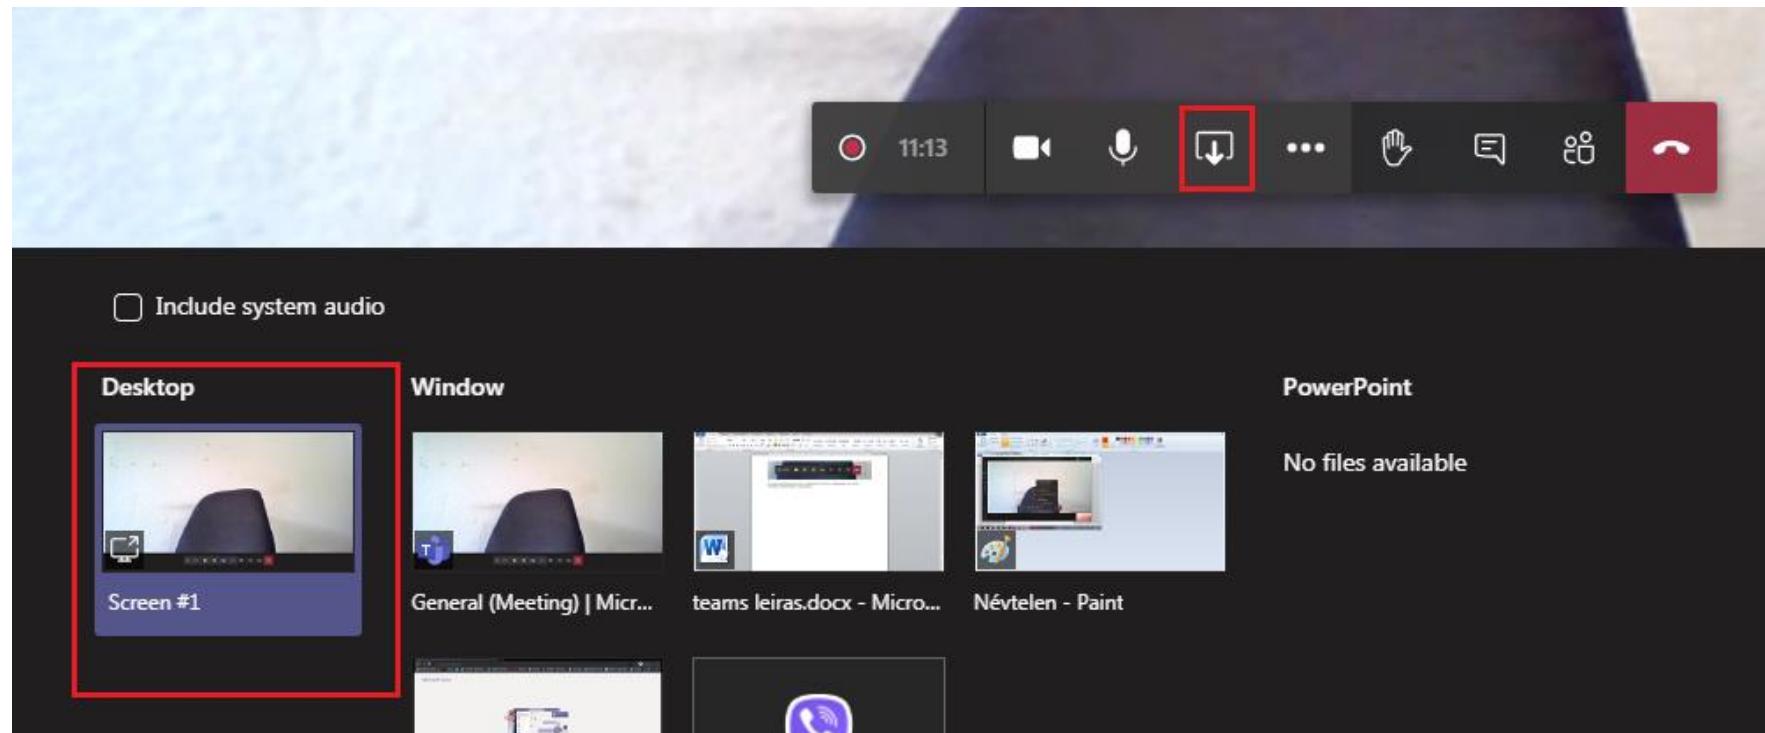 11:13
Include system audio
Desktop
Window
PowerPoint
No files available
Screen #1
General (Meeting) | Micr...
teams leiras.docx - Micro...
Névtelen - Paint